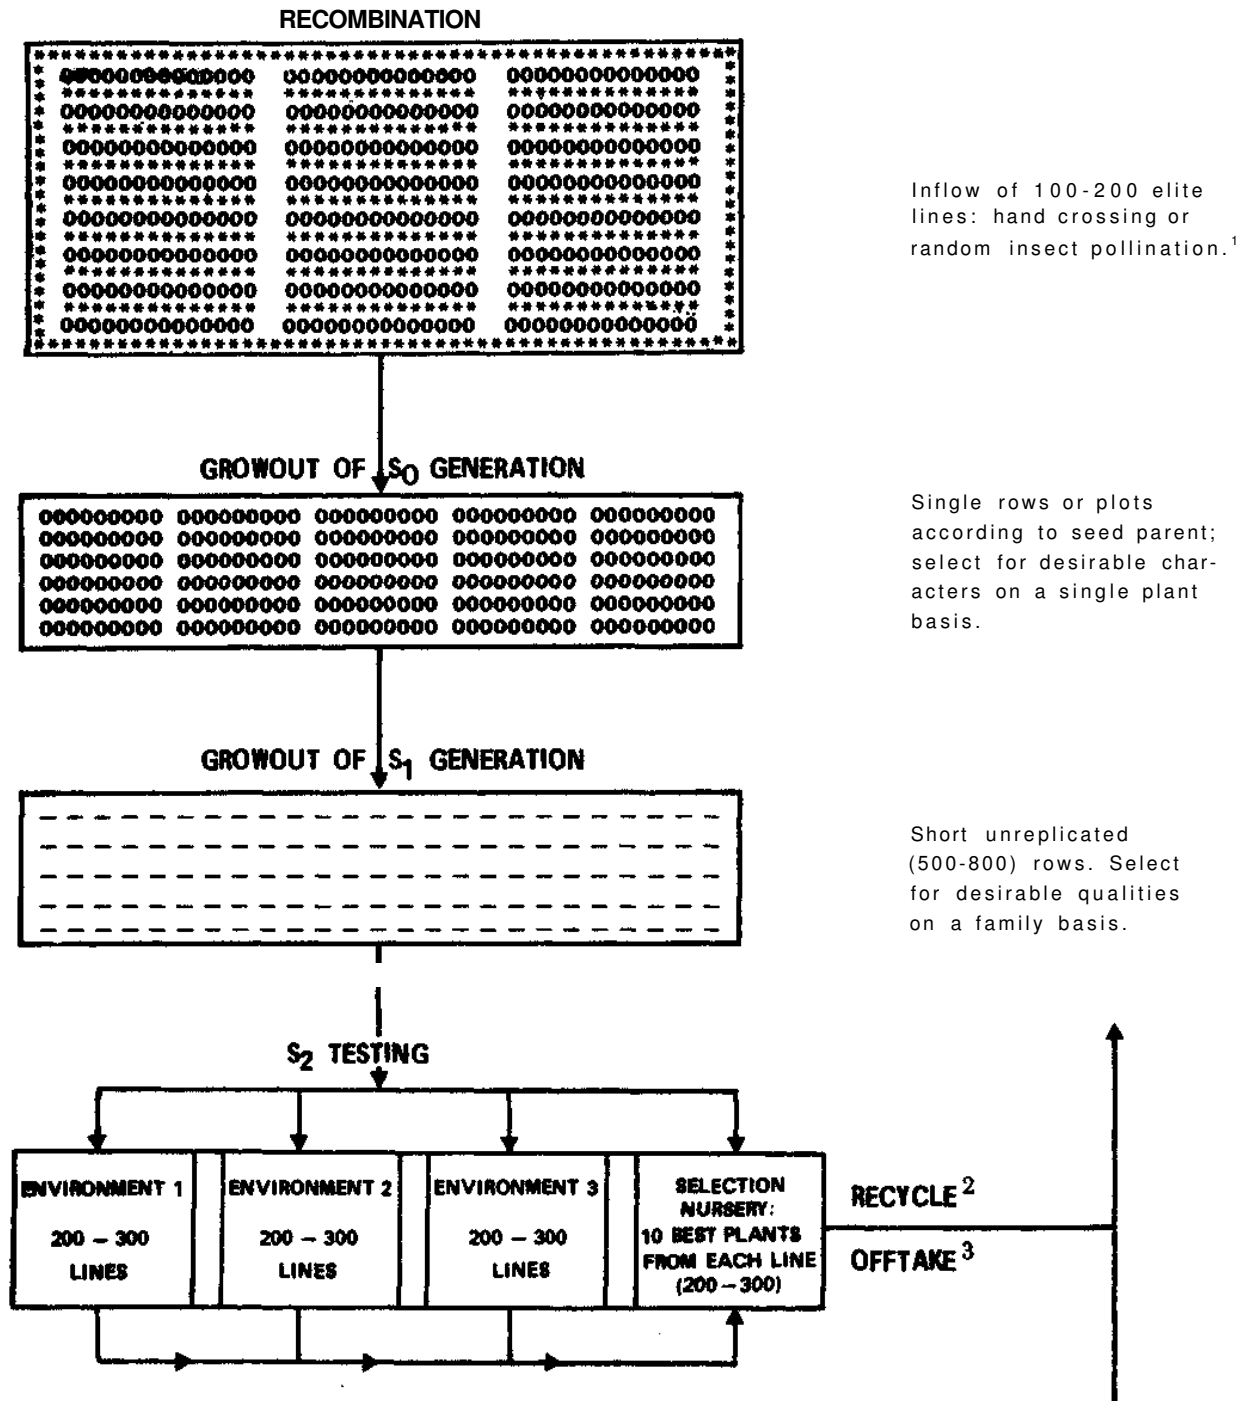 RECOMBINATION
Inflow of 100-200 elite
lines: hand crossing or
random insect pollination.1
GROWOUT OF S0 GENERATION
Single rows or plots
according to seed parent;
select for desirable char-
acters on a single plant
basis.
GROWOUT OF S1 GENERATION
Short unreplicated
(500-800) rows. Select
for desirable qualities
on a family basis.
S2 TESTING
ENVIRONMENT 1
200 – 300
LINES
ENVIRONMENT 2
200 – 300
LINES
ENVIRONMENT 3
200 – 300
LINES
SELECTION
NURSERY:
10 BEST PLANTS
FROM EACH LINE
(200 – 300)
RECYCLE2
OFFTAKE3